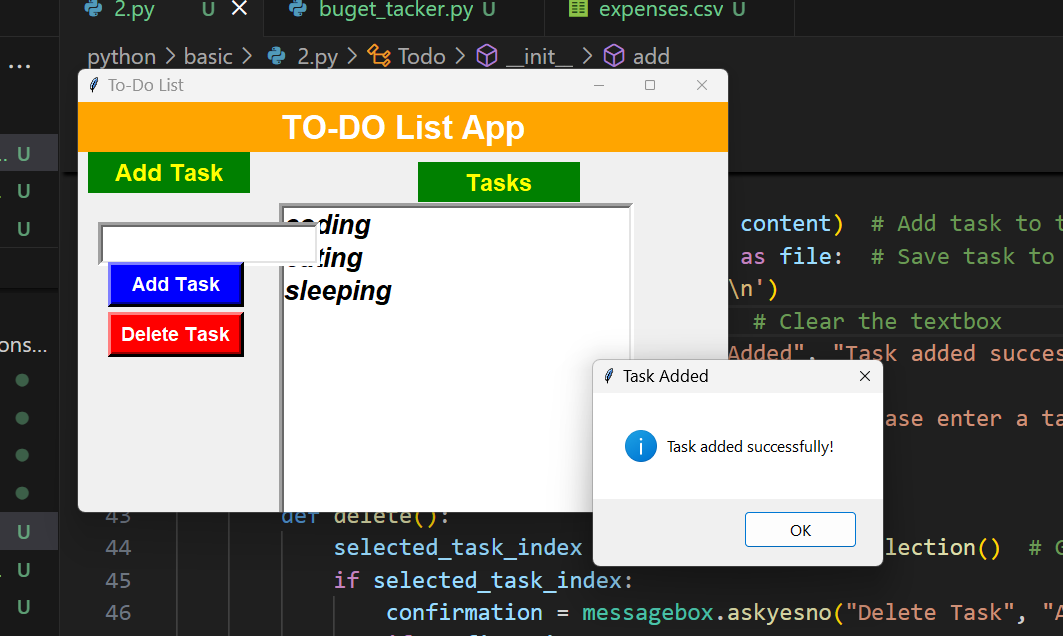 2.py U buget_tacker.py U expenses.csv U
... python > basic > 2.py > Todo > __init__ > add
To-Do List
TO-DO List App
Add Task
Tasks
U
U
U
content) # Add task to t
as file: # Save task to
\n')
# Clear the textbox
Added", "Task added succes
ase enter a ta
coding
eating
sleeping
Add Task
Delete Task
ons...
Task Added
Task added successfully!
OK
43 def delete():
44 selected_task_index lection() # G
45 if selected_task_index:
46 confirmation = messagebox.askyesno("Delete Task", "A
U
U
U